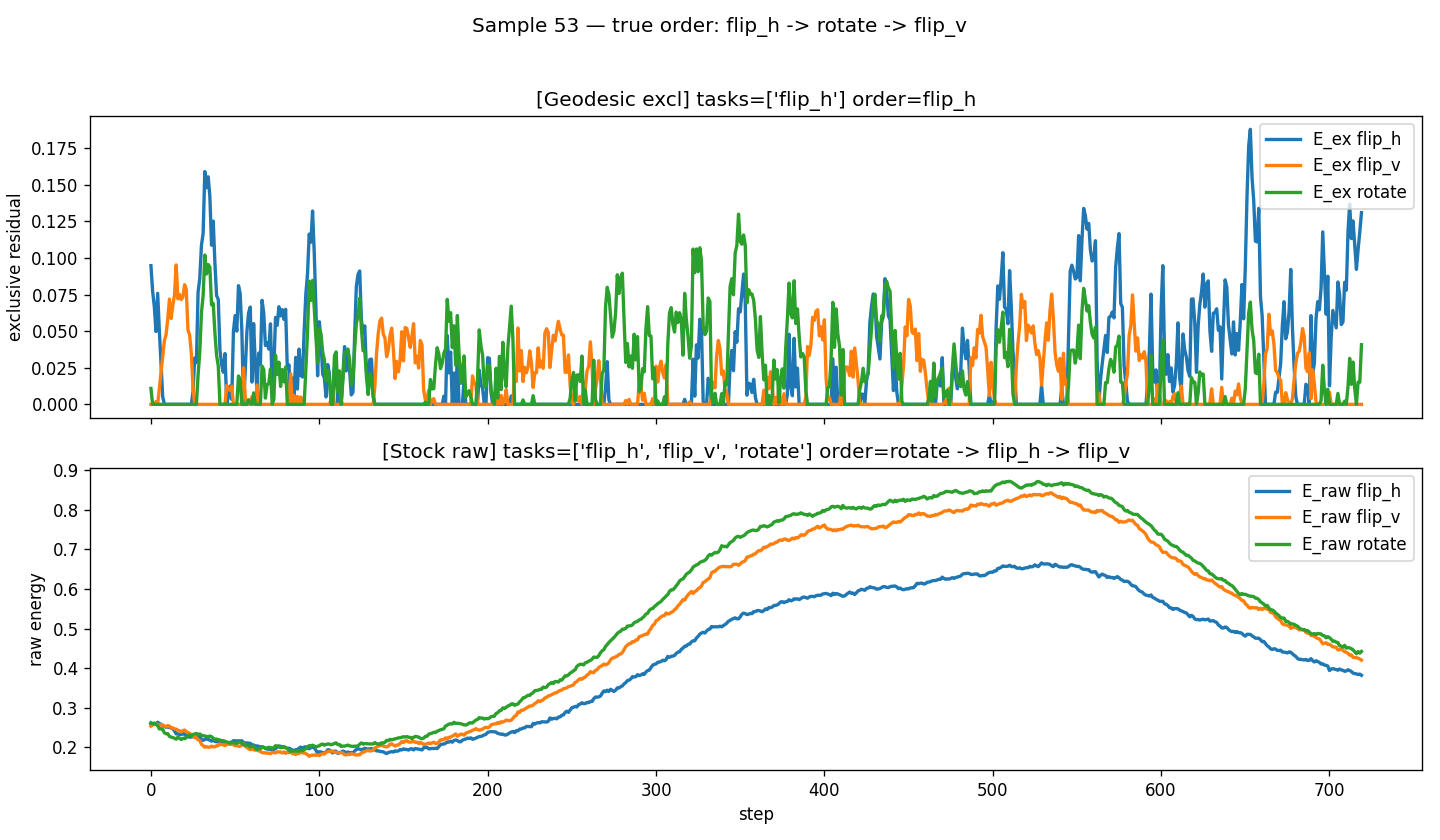 Sample 53 — true order: flip_h -> rotate -> flip_v
[Geodesic excl] tasks=['flip_h'] order=flip_h
exclusive residual
0.175
0.150
0.125
0.100
0.075
0.050
0.025
0.000
E_ex flip_h
E_ex flip_v
E_ex rotate
[Stock raw] tasks=['flip_h', 'flip_v', 'rotate'] order=rotate -> flip_h -> flip_v
raw energy
0.9
0.8
0.7
0.6
0.5
0.4
0.3
0.2
E_raw flip_h
E_raw flip_v
E_raw rotate
0 100 200 300 400 500 600 700
step